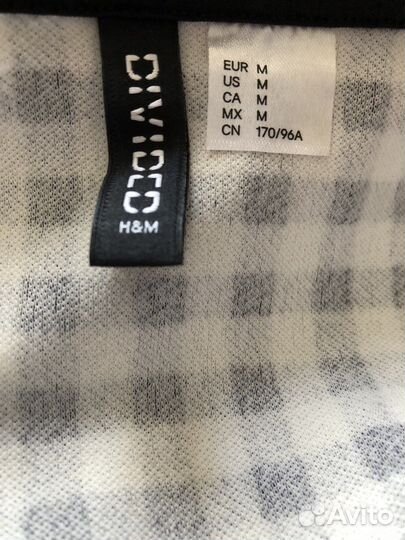 DIVIDED
H&M
EUR M
US M
CA M
MX M
CN 170/96A
Avito